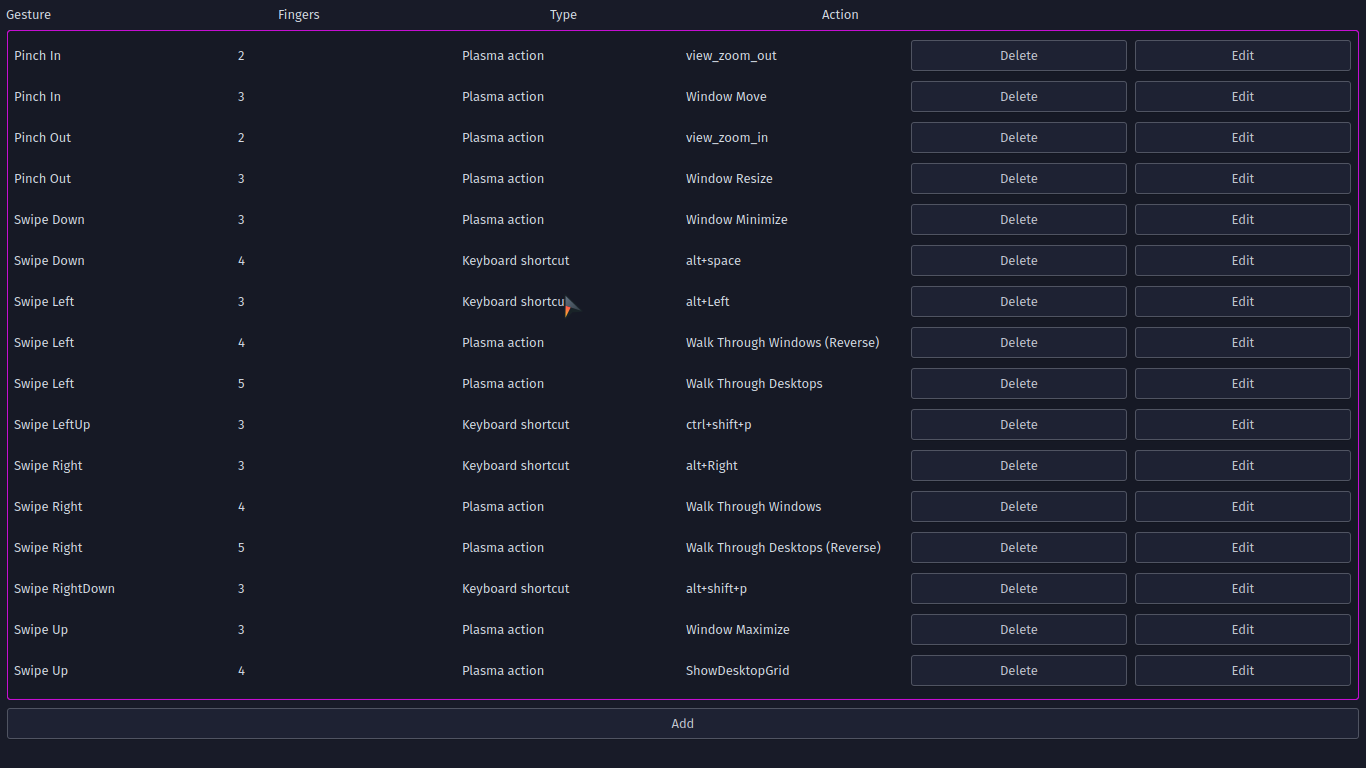 Gesture Fingers Type Action
Pinch In 2 Plasma action view_zoom_out Delete Edit
Pinch In 3 Plasma action Window Move Delete Edit
Pinch Out 2 Plasma action view_zoom_in Delete Edit
Pinch Out 3 Plasma action Window Resize Delete Edit
Swipe Down 3 Plasma action Window Minimize Delete Edit
Swipe Down 4 Keyboard shortcut alt+space Delete Edit
Swipe Left 3 Keyboard shortcut alt+Left Delete Edit
Swipe Left 4 Plasma action Walk Through Windows (Reverse) Delete Edit
Swipe Left 5 Plasma action Walk Through Desktops Delete Edit
Swipe LeftUp 3 Keyboard shortcut ctrl+shift+p Delete Edit
Swipe Right 3 Keyboard shortcut alt+Right Delete Edit
Swipe Right 4 Plasma action Walk Through Windows Delete Edit
Swipe Right 5 Plasma action Walk Through Desktops (Reverse) Delete Edit
Swipe RightDown 3 Keyboard shortcut alt+shift+p Delete Edit
Swipe Up 3 Plasma action Window Maximize Delete Edit
Swipe Up 4 Plasma action ShowDesktopGrid Delete Edit
Add